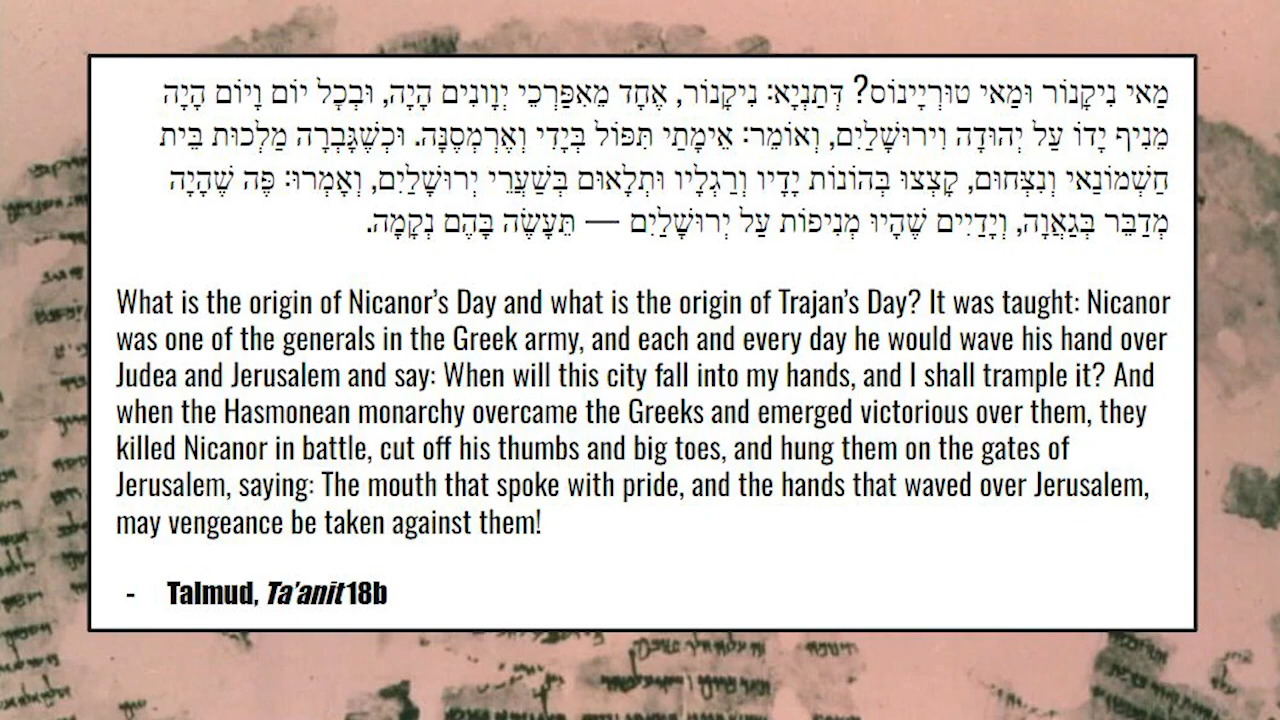 מַאי נִיקָנוֹר וּמַאי טוּרְיָינוֹס? דְּתַנְיָא: נִיקָנוֹר, אֶחָד מֵאִפַּרְכֵי יְוָונִים הָיָה, וּבְכׇל יוֹם וָיוֹם הָיָה
מֵנִיף יָדוֹ עַל יְהוּדָה וִירוּשָׁלַיִם, וְאוֹמֵר: אֵימָתַי תִּפּוֹל בְּיָדִי וְאֶרְמְסֶנָּה. וּכְשֶׁגָּבְרָה מַלְכוּת בֵּית
חַשְׁמוֹנַאי וְנִצְּחוּם, קָצְצוּ בְּהוֹנוֹת יָדָיו וְרַגְלָיו וּתְלָאוּם בְּשַׁעֲרֵי יְרוּשָׁלַיִם, וְאָמְרוּ: פֶּה שֶׁהָיָה
מְדַבֵּר בְּגַאֲוָה, וְיָדַיִים שֶׁהָיוּ מְנִיפוֹת עַל יְרוּשָׁלַיִם — תֵּעָשֶׂה בָּהֶם נְקָמָה.
What is the origin of Nicanor's Day and what is the origin of Trajan's Day? It was taught: Nicanor
was one of the generals in the Greek army, and each and every day he would wave his hand over
Judea and Jerusalem and say: When will this city fall into my hands, and I shall trample it? And
when the Hasmonean monarchy overcame the Greeks and emerged victorious over them, they
killed Nicanor in battle, cut off his thumbs and big toes, and hung them on the gates of
Jerusalem, saying: The mouth that spoke with pride, and the hands that waved over Jerusalem,
may vengeance be taken against them!
- Talmud, Ta'anit 18b